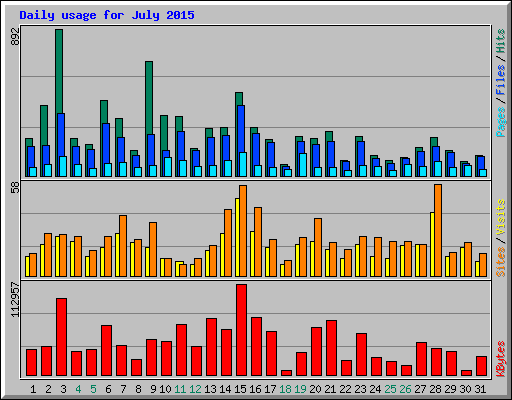 Daily usage for July 2015
892
Pages / Files / Hits
58
Sites / Visits
112957
KBytes
1 2 3 4 5 6 7 8 9 10 11 12 13 14 15 16 17 18 19 20 21 22 23 24 25 26 27 28 29 30 31